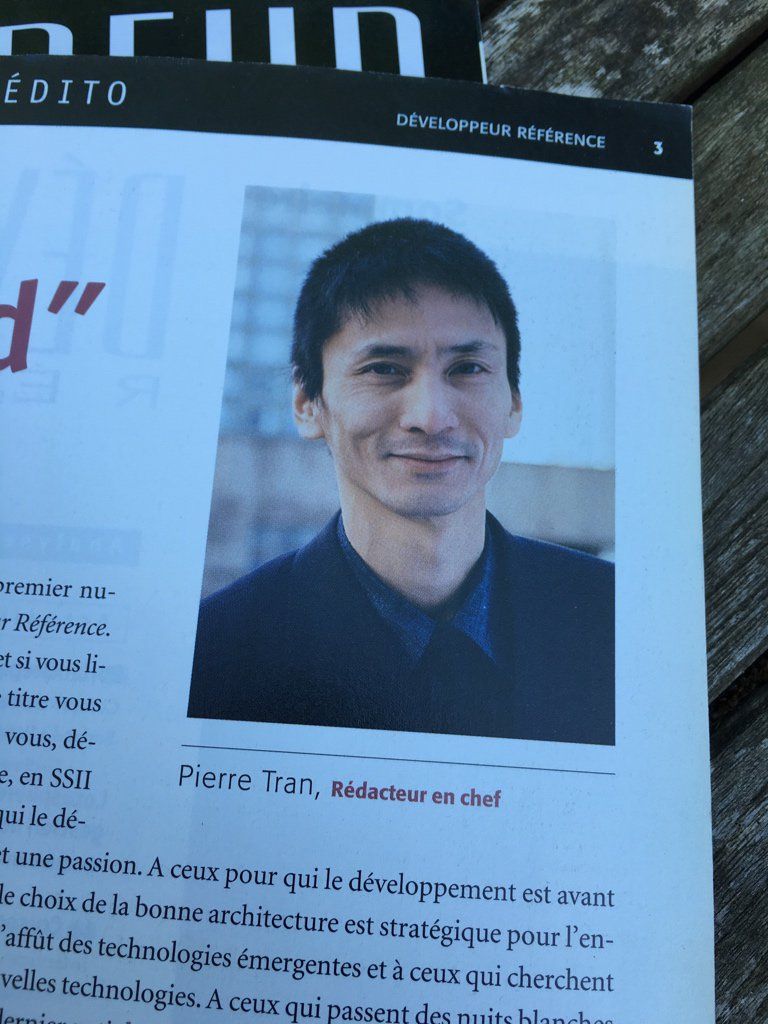 ÉDITO
DÉVELOPPEUR RÉFÉRENCE 3
d”
premier nu-
r Référence.
et si vous li-
titre vous
vous, dé-
e, en SSII
qui le dé-
Pierre Tran, Rédacteur en chef
t une passion. A ceux pour qui le développement est avant
le choix de la bonne architecture est stratégique pour l’en-
’affût des technologies émergentes et à ceux qui cherchent
velles technologies. A ceux qui passent des nuits blanches